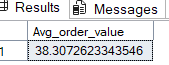 Results Messages
Avg_order_value
1 38.3072623343546